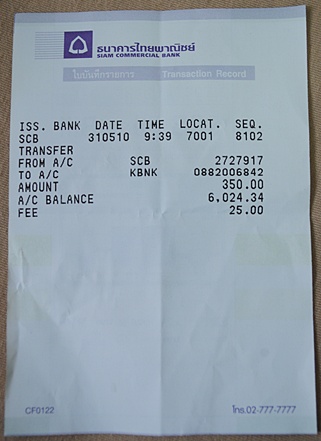 ธนาคารไทยพาณิชย์
SIAM COMMERCIAL BANK
ใบบันทึกรายการ Transaction Record
ISS. BANK DATE TIME LOCAT. SEQ.
SCB 310510 9:39 7001 8102
TRANSFER
FROM A/C SCB 2727917
TO A/C KBNK 0882006842
AMOUNT 350.00
A/C BALANCE 6,024.34
FEE 25.00
CF0122 โทร.02-777-7777